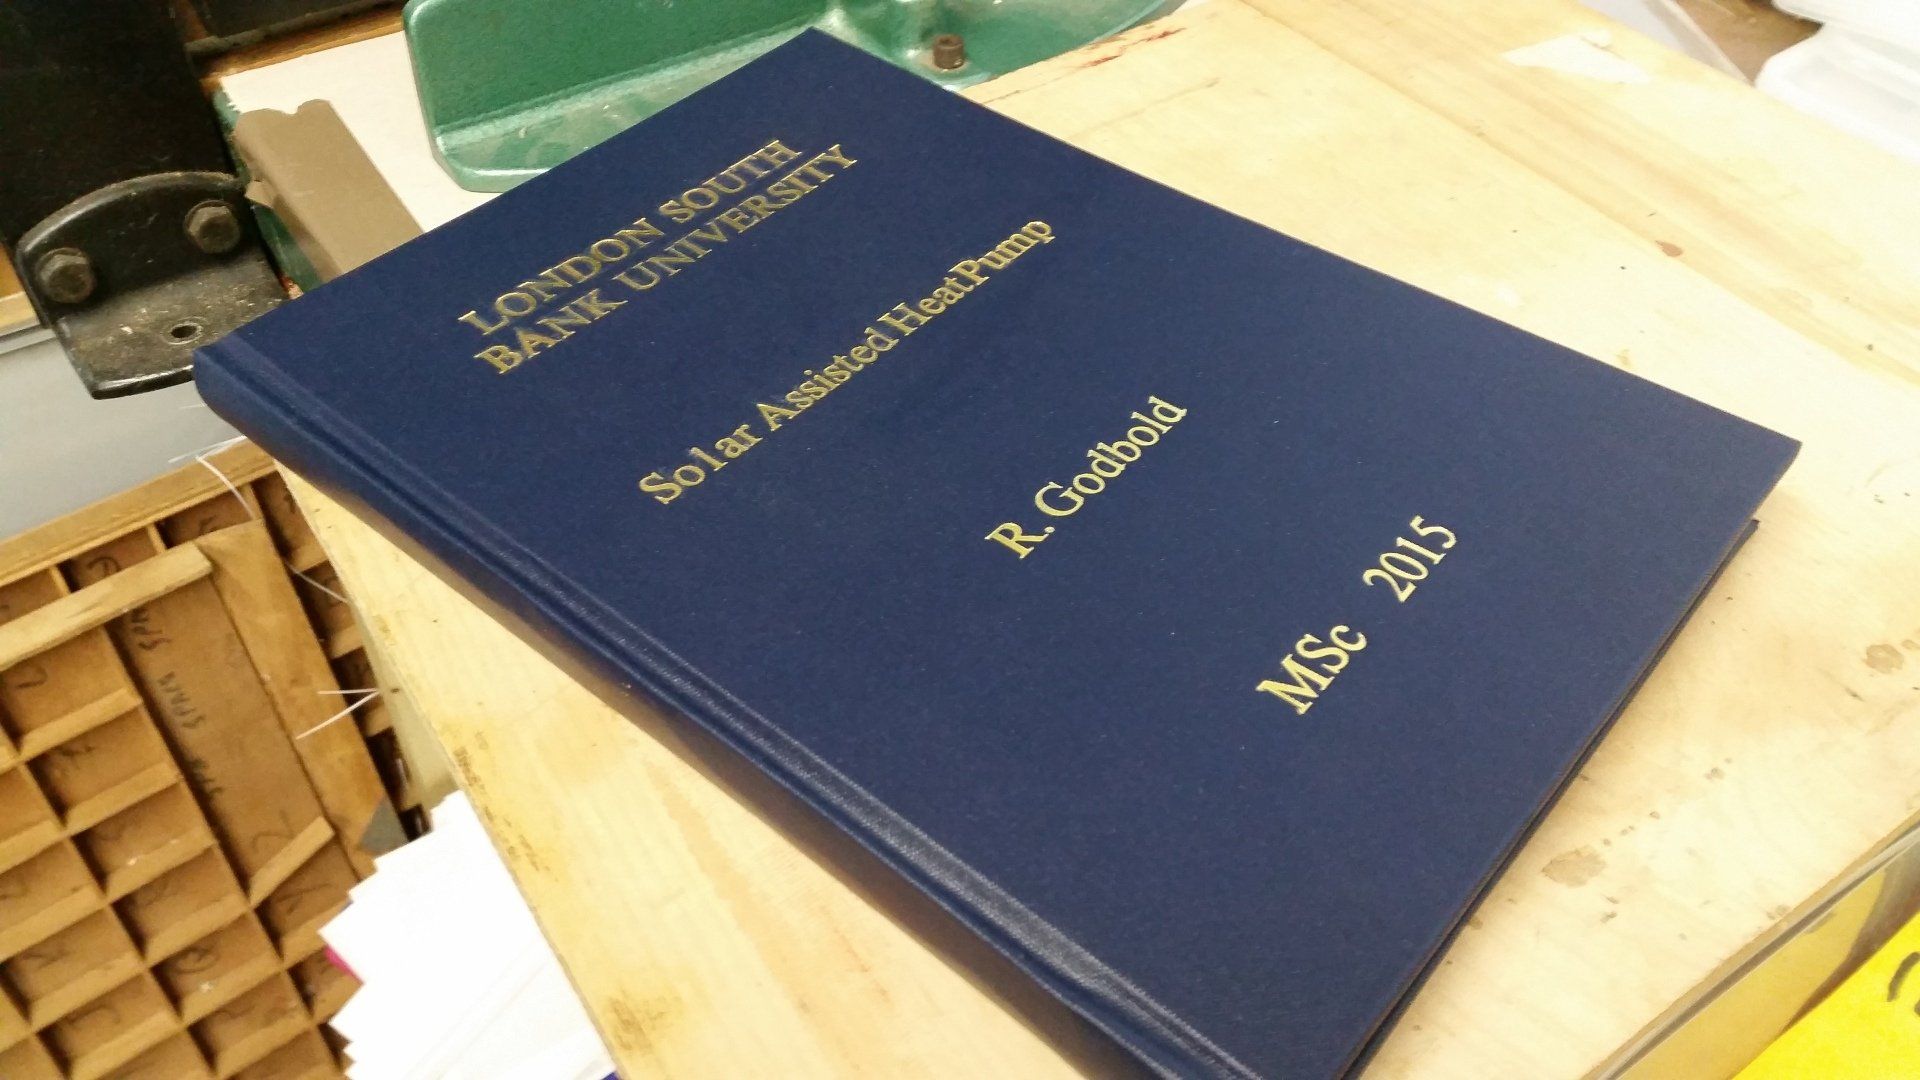 LONDON SOUTH
BANK UNIVERSITY
Solar Assisted HeatPump
R. Godbold
MSc 2015